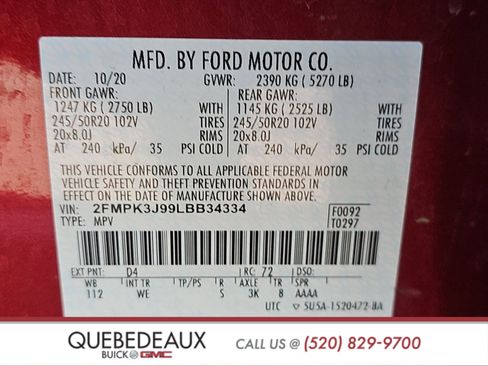 MFD. BY FORD MOTOR CO.
DATE: 10/20 GVWR: 2390 KG ( 5270 LB)
FRONT GAWR: REAR GAWR:
1247 KG ( 2750 LB) WITH 1145 KG ( 2525 LB) WITH
245/50R20 102V TIRES 245/50R20 102V TIRES
20x8.0J RIMS 20x8.0J RIMS
AT 240 kPa/ 35 PSI COLD AT 240 kPa/ 35 PSI COLD
THIS VEHICLE CONFORMS TO ALL APPLICABLE FEDERAL MOTOR
VEHICLE SAFETY AND THEFT PREVENTION STANDARDS IN
EFFECT ON THE DATE OF MANUFACTURE SHOWN ABOVE.
VIN: 2FMPK3J99LBB34334 F0092
TYPE: MPV T0297
EXT PNT: D4 RC: 72 DSO:
WB INT TR TP/PS R AXLE TR SPR
112 WE S 3K 8 AAAA
UTC ▽ 5USA-1520472-BA
QUEBEDEAUX
BUICK GMC
CALL US @ (520) 829-9700